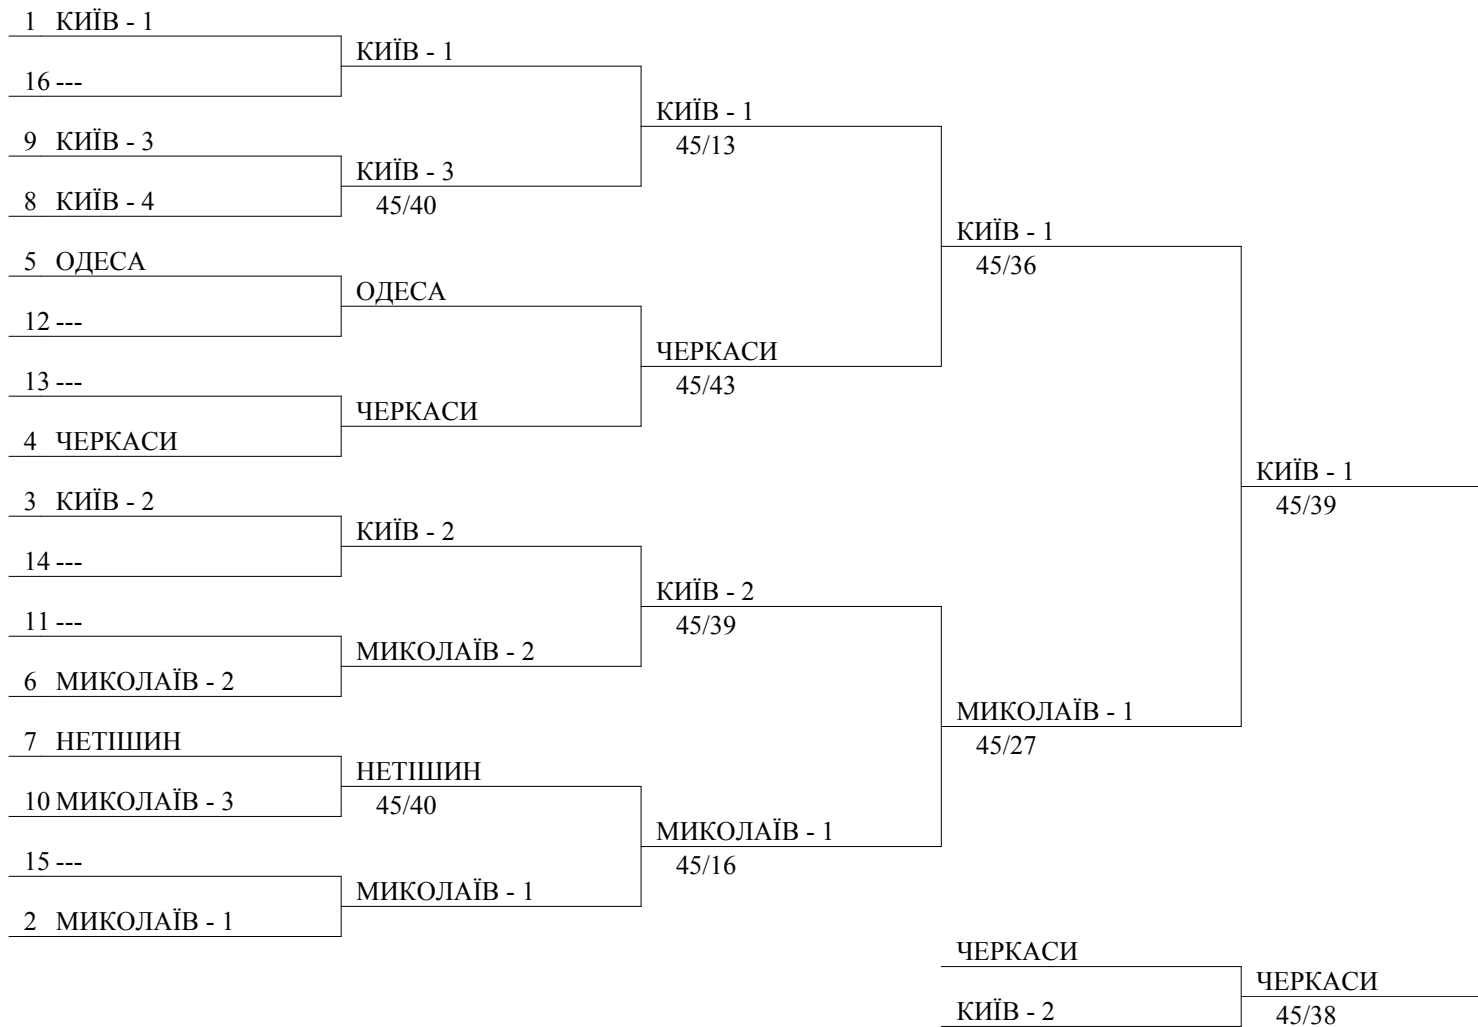 1 КИЇВ - 1
КИЇВ - 1
16 ---
КИЇВ - 1
45/13
9 КИЇВ - 3
КИЇВ - 3
45/40
8 КИЇВ - 4
КИЇВ - 1
45/36
5 ОДЕСА
ОДЕСА
12 ---
ЧЕРКАСИ
45/43
13 ---
ЧЕРКАСИ
4 ЧЕРКАСИ
КИЇВ - 1
45/39
3 КИЇВ - 2
КИЇВ - 2
14 ---
КИЇВ - 2
45/39
11 ---
МИКОЛАЇВ - 2
6 МИКОЛАЇВ - 2
МИКОЛАЇВ - 1
45/27
7 НЕТІШИН
НЕТІШИН
45/40
10 МИКОЛАЇВ - 3
МИКОЛАЇВ - 1
45/16
15 ---
МИКОЛАЇВ - 1
2 МИКОЛАЇВ - 1
ЧЕРКАСИ
ЧЕРКАСИ
45/38
КИЇВ - 2